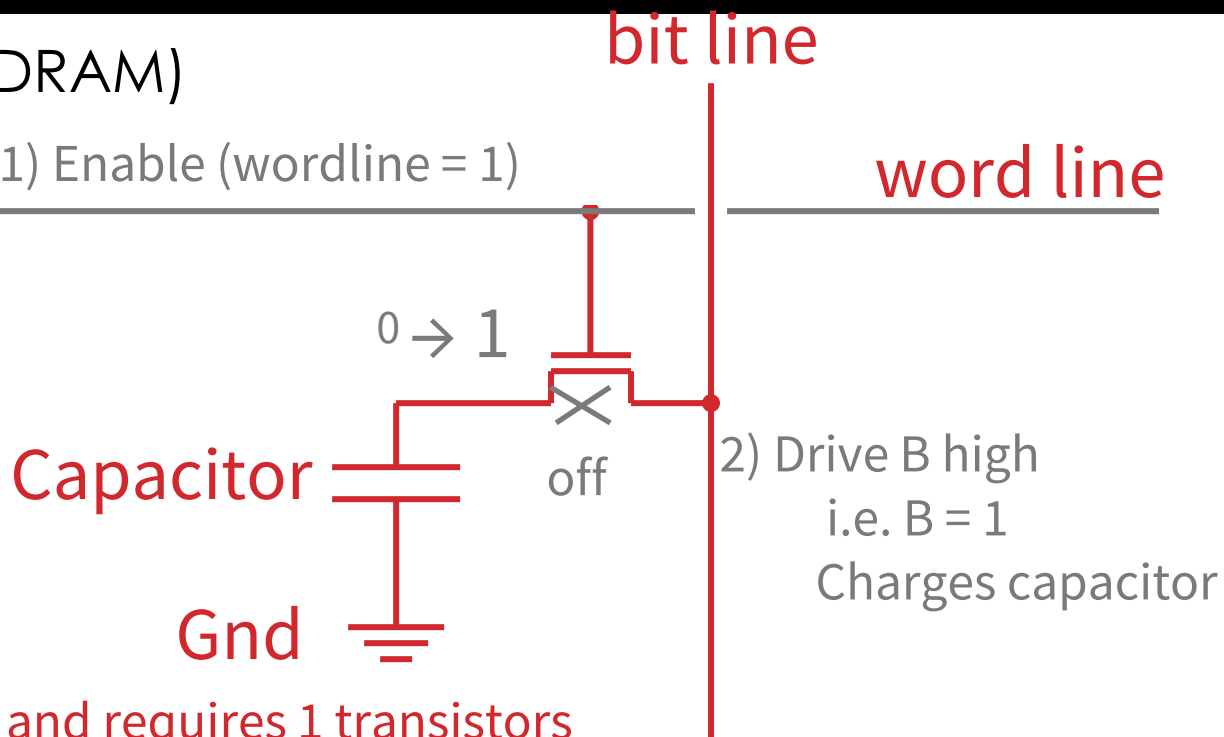 bit line
DRAM)
1) Enable (wordline = 1)
word line
0 → 1
Capacitor
off
2) Drive B high
i.e. B = 1
Charges capacitor
Gnd
and requires 1 transistors